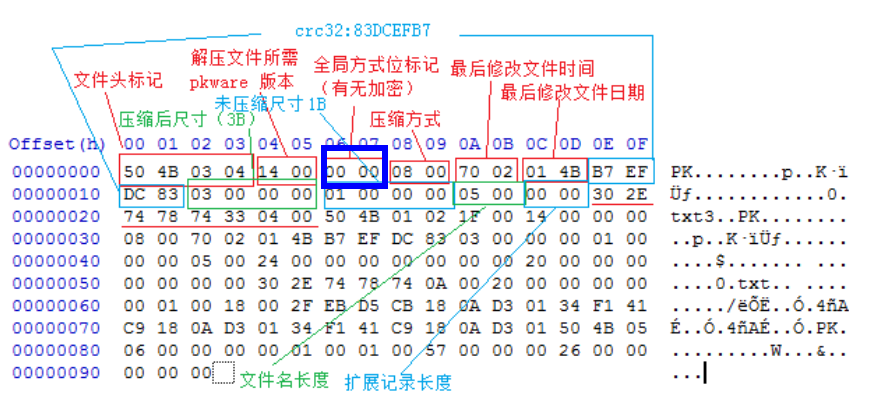 crc32:83DCEFB7
解压文件所需
pkware 版本
全局方式位标记
（有无加密）
最后修改文件时间
文件头标记
未压缩尺寸1B
最后修改文件日期
压缩后尺寸（3B）
压缩方式
Offset(h) 00 01 02 03 04 05 06 07 08 09 0A 0B 0C 0D 0E 0F
00000000 50 4B 03 04 14 00 00 00 08 00 70 02 01 4B B7 EF PK........p..K·ï
00000010 DC 83 03 00 00 00 01 00 00 00 05 00 00 00 30 2E Üƒ............0.
00000020 74 78 74 33 04 00 50 4B 01 02 1F 00 14 00 00 00 txt3..PK........
00000030 08 00 70 02 01 4B B7 EF DC 83 03 00 00 00 01 00 ..p..K·ïÜƒ......
00000040 00 00 05 00 24 00 00 00 00 00 00 00 20 00 00 00 ....$....... ...
00000050 00 00 00 00 30 2E 74 78 74 0A 00 20 00 00 00 00 ....0.txt.. ....
00000060 00 01 00 18 00 2F EB D5 CB 18 0A D3 01 34 F1 41 ...../ëÕË..Ó.4ñA
00000070 C9 18 0A D3 01 34 F1 41 C9 18 0A D3 01 50 4B 05 É..Ó.4ñAÉ..Ó.PK.
00000080 06 00 00 00 00 01 00 01 00 57 00 00 00 26 00 00 .........W...&..
00000090 00 00 00 ...
文件名长度
扩展记录长度